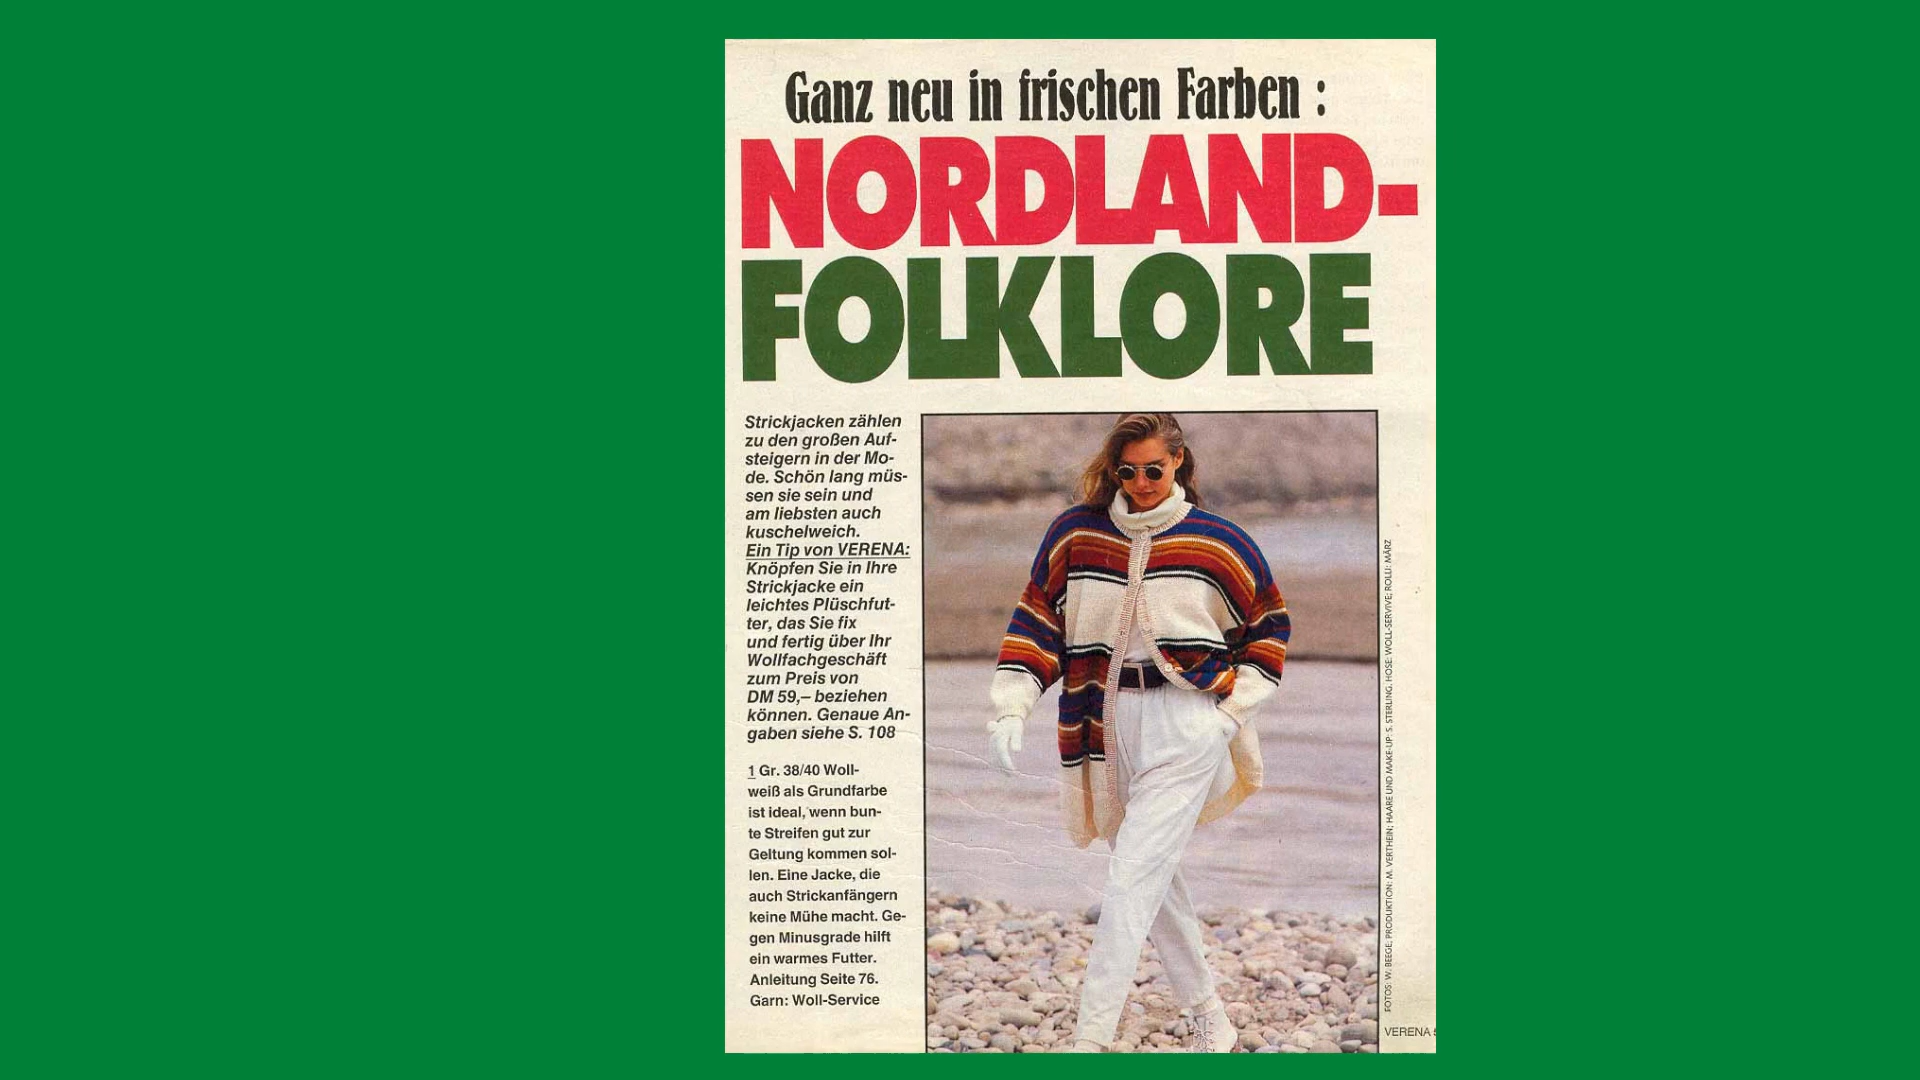 Ganz neu in frischen Farben :
NORDLAND-
FOLKLORE
Strickjacken zählen
zu den großen Auf-
steigern in der Mo-
de. Schön lang müs-
sen sie sein und
am liebsten auch
kuschelweich.
Ein Tip von VERENA:
Knöpfen Sie in Ihre
Strickjacke ein
leichtes Plüschfut-
ter, das Sie fix
und fertig über Ihr
Wollfachgeschäft
zum Preis von
DM 59,– beziehen
können. Genaue An-
gaben siehe S. 108
1 Gr. 38/40 Woll-
weiß als Grundfarbe
ist ideal, wenn bun-
te Streifen gut zur
Geltung kommen sol-
len. Eine Jacke, die
auch Strickanfängern
keine Mühe macht. Ge-
gen Minusgrade hilft
ein warmes Futter.
Anleitung Seite 76.
Garn: Woll-Service
FOTOS: W. BEEGE; PRODUKTION: M. VERTHEIN; HAARE UND MAKE-UP: S. STERLING. HOSE: WOLL-SERVIVE; ROLLI: MÄRZ
VERENA